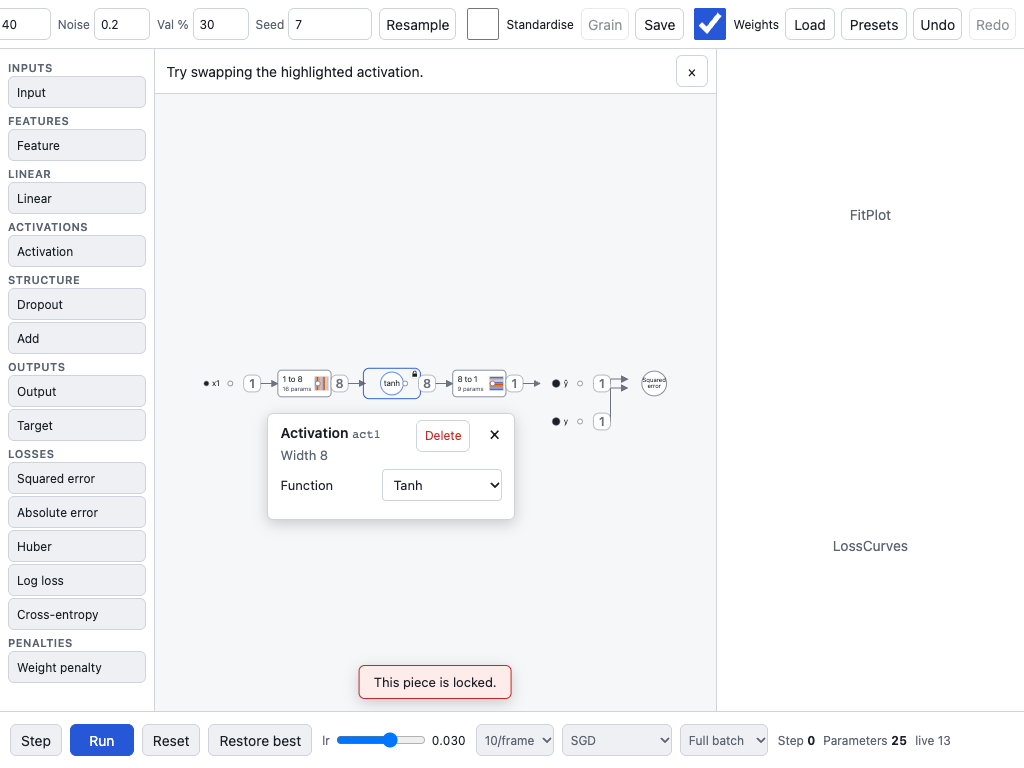 40 Noise 0.2 Val % 30 Seed 7 Resample Standardise Grain Save Weights Load Presets Undo Redo
INPUTS
Input
FEATURES
Feature
LINEAR
Linear
ACTIVATIONS
Activation
STRUCTURE
Dropout
Add
OUTPUTS
Output
Target
LOSSES
Squared error
Absolute error
Huber
Log loss
Cross-entropy
PENALTIES
Weight penalty
Try swapping the highlighted activation.
×
x1 1 1 to 8 8 tanh 8 8 to 1 1 ŷ 1 Squared
16 params 9 params error
y 1
Activation act1 Delete ✕
Width 8
Function Tanh
This piece is locked.
FitPlot
LossCurves
Step Run Reset Restore best lr 0.030 10/frame SGD Full batch Step 0 Parameters 25 live 13